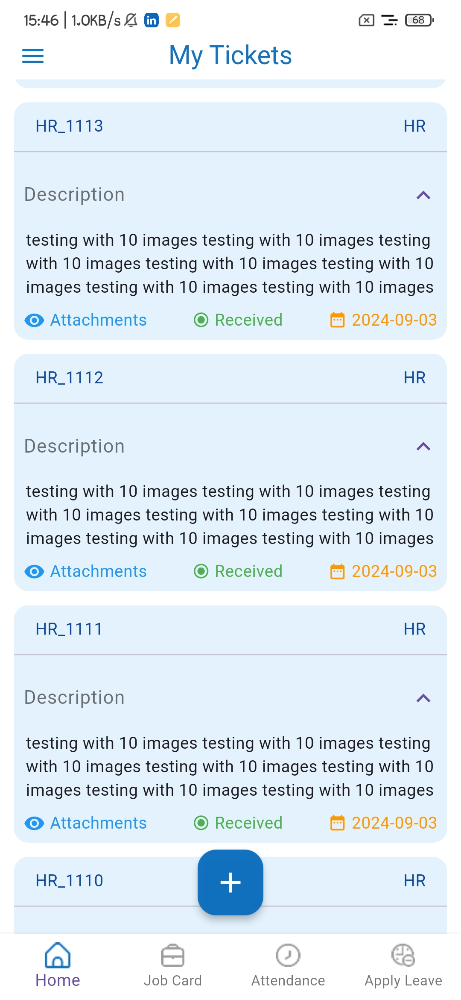 15:46 | 1.0KB/s in 68
My Tickets
HR_1113 HR
Description
testing with 10 images testing with 10 images testing
with 10 images testing with 10 images testing with 10
images testing with 10 images testing with 10 images
Attachments Received 2024-09-03
HR_1112 HR
Description
testing with 10 images testing with 10 images testing
with 10 images testing with 10 images testing with 10
images testing with 10 images testing with 10 images
Attachments Received 2024-09-03
HR_1111 HR
Description
testing with 10 images testing with 10 images testing
with 10 images testing with 10 images testing with 10
images testing with 10 images testing with 10 images
Attachments Received 2024-09-03
HR_1110 HR
Home Job Card Attendance Apply Leave